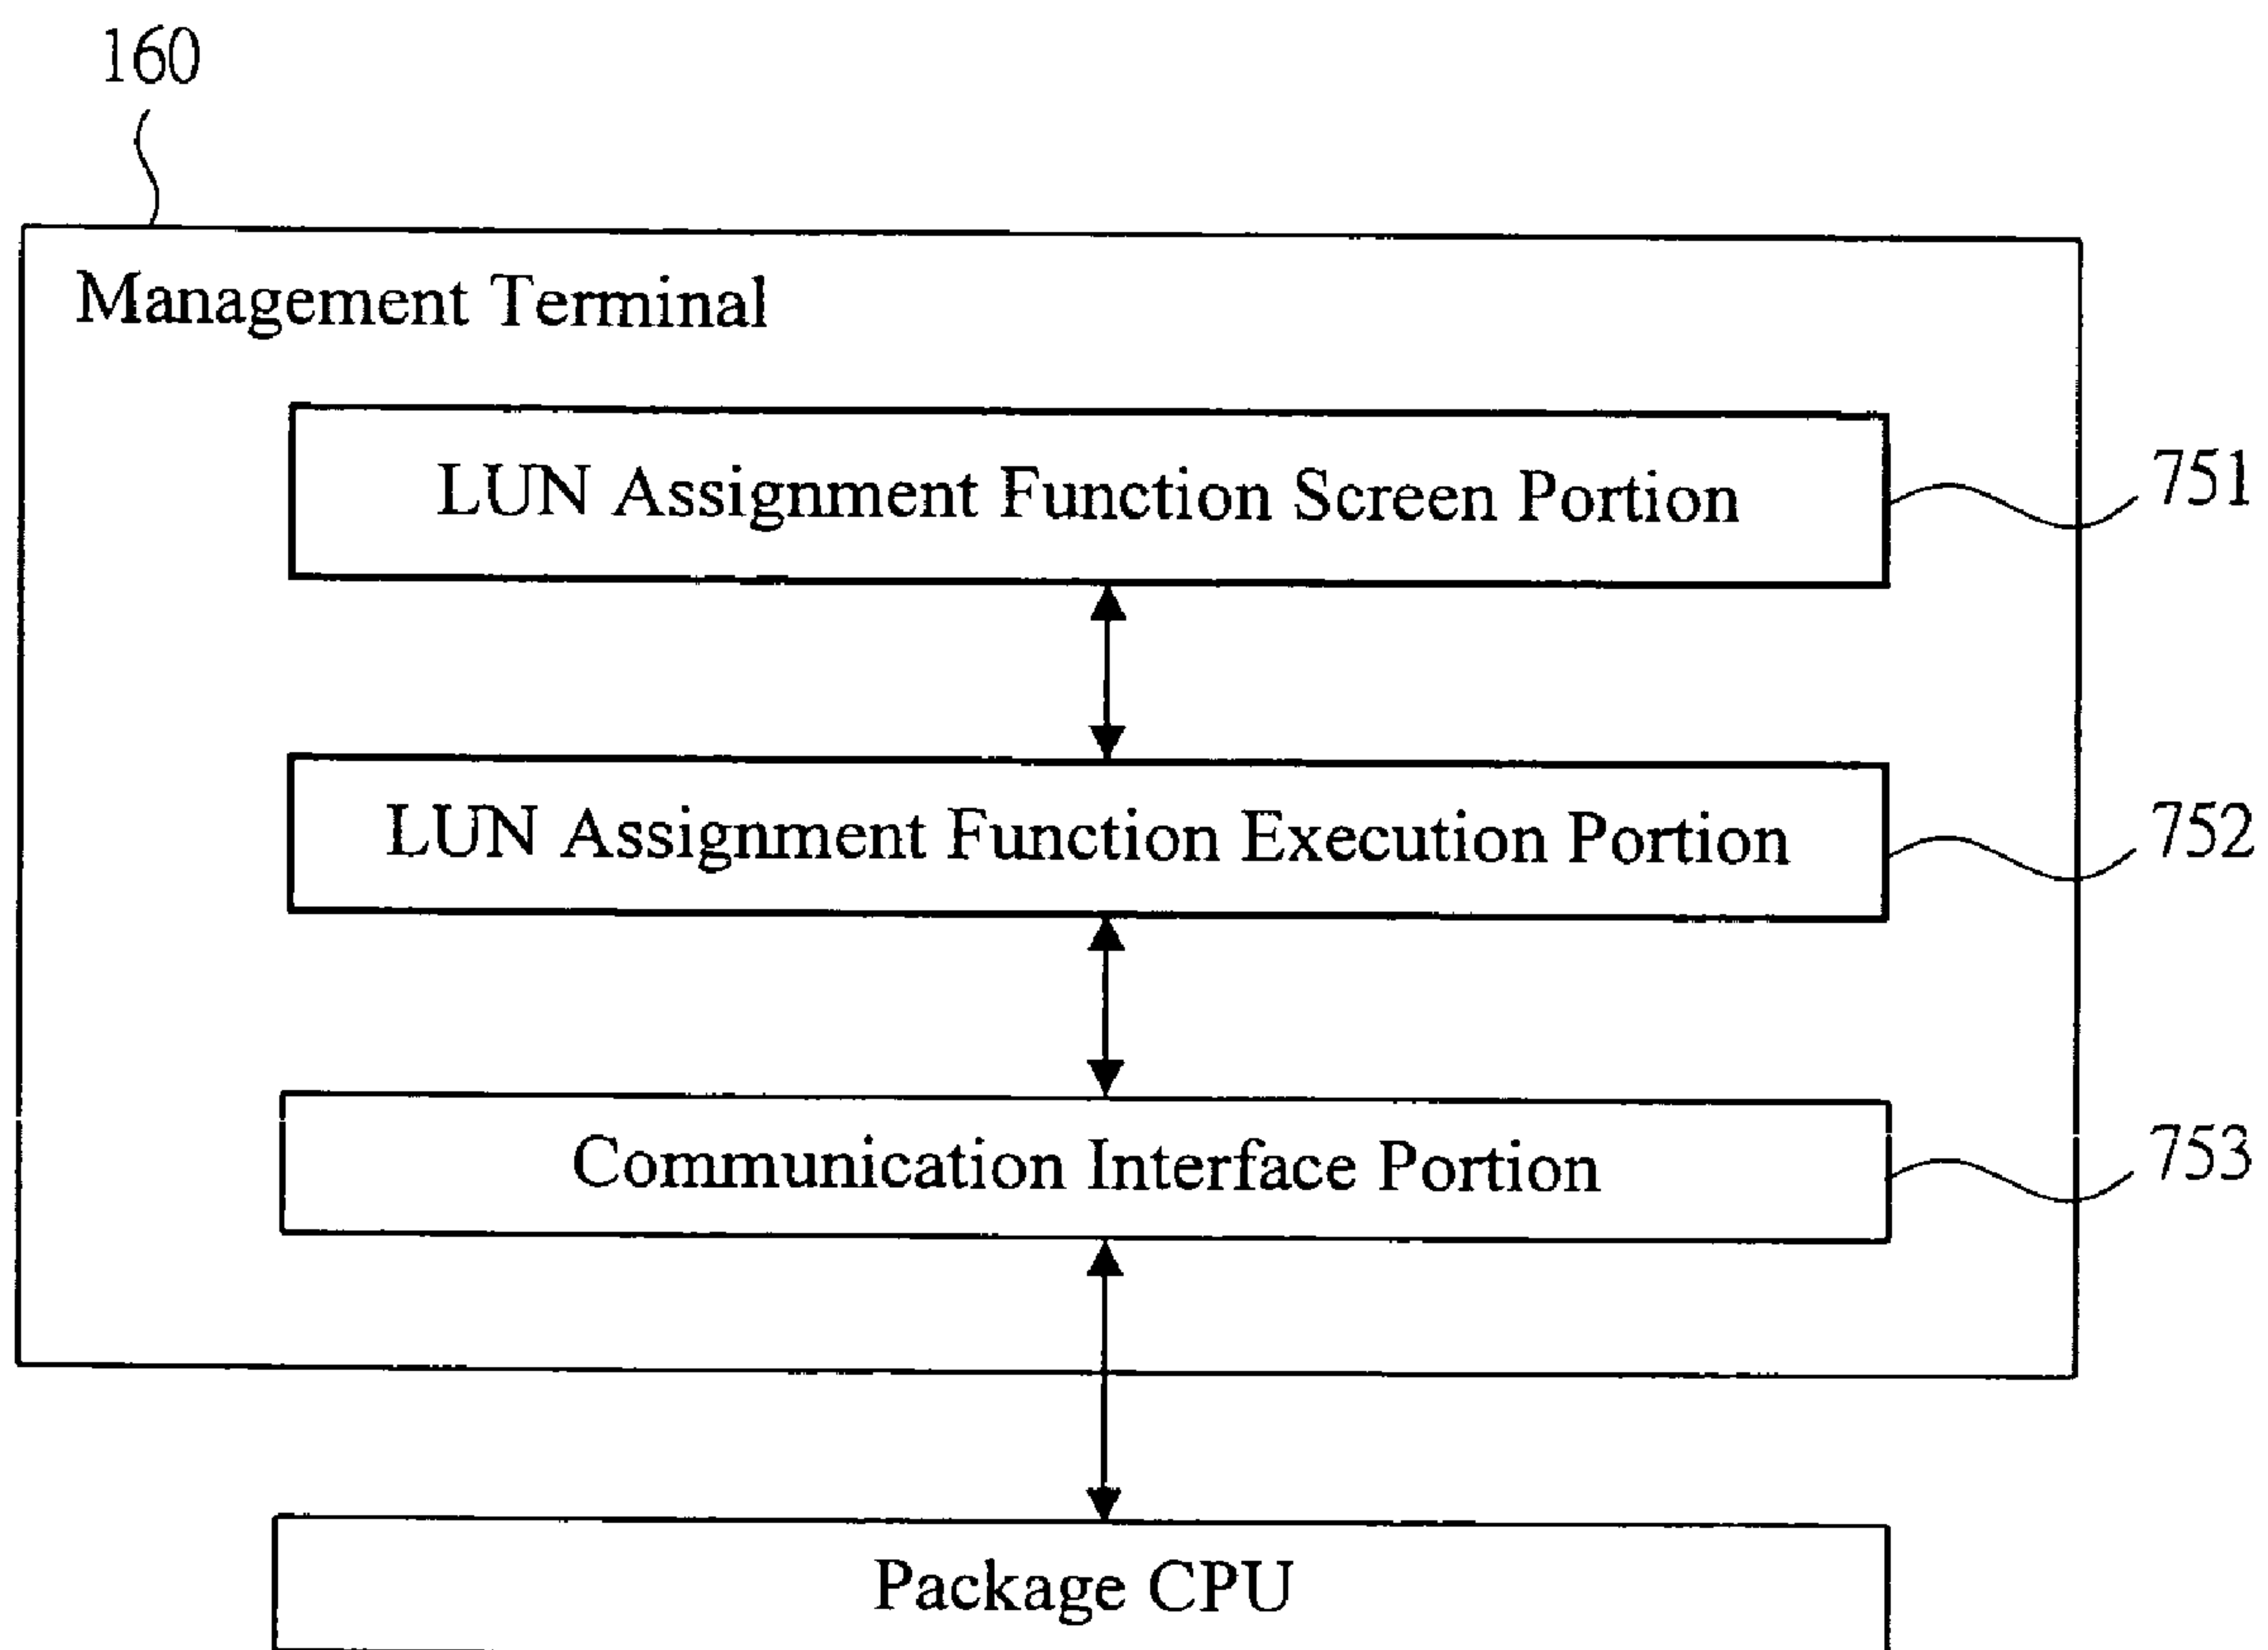 160
Management Terminal
LUN Assignment Function Screen Portion
751
LUN Assignment Function Execution Portion
752
Communication Interface Portion
753
Package CPU